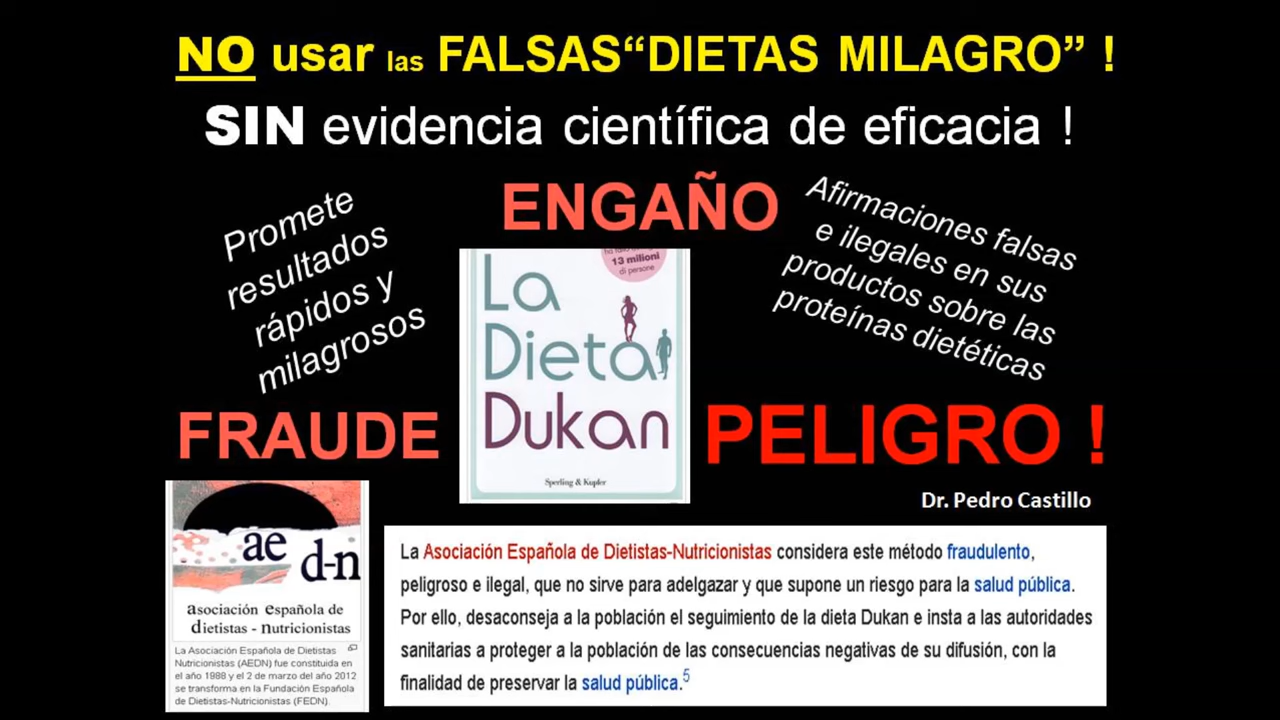 NO usar las FALSAS“DIETAS MILAGRO” !
SIN evidencia científica de eficacia !
Promete
resultados
rápidos y
milagrosos
ENGAÑO
Afirmaciones falsas
e ilegales en sus
productos sobre las
proteínas dietéticas
13 milioni
di persone
La
Dieta
Dukan
Sperling & Kupfer
FRAUDE
PELIGRO !
Dr. Pedro Castillo
ae
d-n
asociación española de
dietistas - nutricionistas
La Asociación Española de Dietistas
Nutricionistas (AEDN) fue constituida en
el año 1988 y el 2 de marzo del año 2012
se transforma en la Fundación Española
de Dietistas-Nutricionistas (FEDN).
La Asociación Española de Dietistas-Nutricionistas considera este método fraudulento,
peligroso e ilegal, que no sirve para adelgazar y que supone un riesgo para la salud pública.
Por ello, desaconseja a la población el seguimiento de la dieta Dukan e insta a las autoridades
sanitarias a proteger a la población de las consecuencias negativas de su difusión, con la
finalidad de preservar la salud pública.5